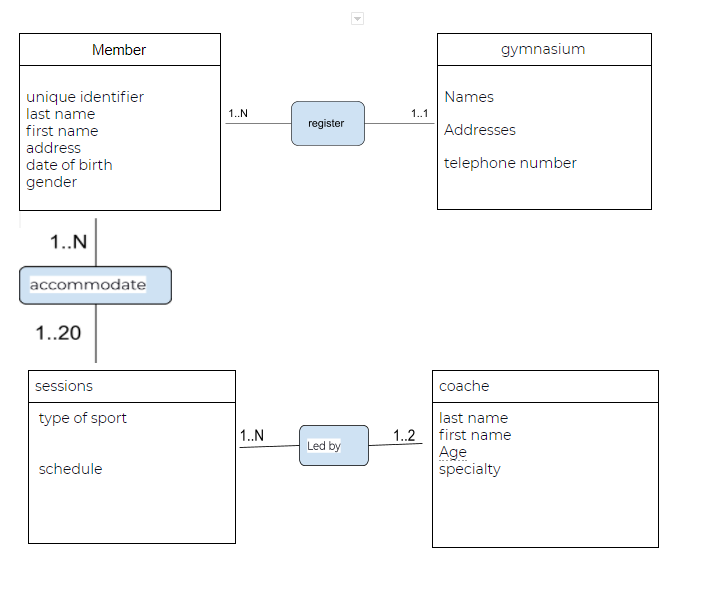 Member
unique identifier
last name
first name
address
date of birth
gender
1..N
register
1..1
gymnasium
Names
Addresses
telephone number
1..N
accommodate
1..20
sessions
type of sport
schedule
1..N
Led by
1..2
coache
last name
first name
Age
specialty